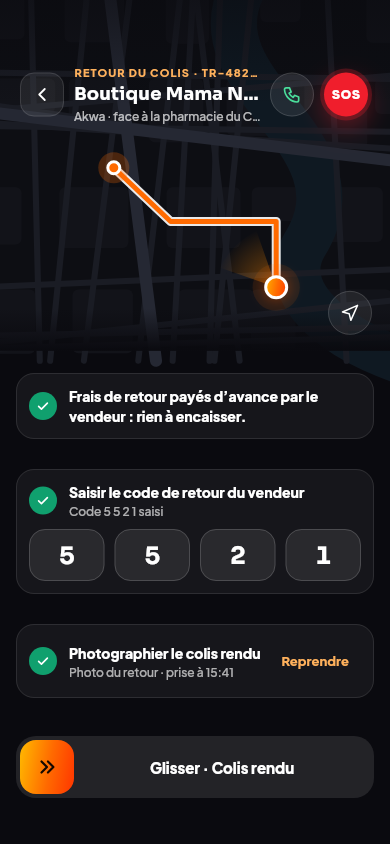 RETOUR DU COLIS · TR-482…
Boutique Mama N…
Akwa · face à la pharmacie du C…
SOS
Frais de retour payés d’avance par le
vendeur : rien à encaisser.
Saisir le code de retour du vendeur
Code 5 5 2 1 saisi
5 5 2 1
Photographier le colis rendu
Photo du retour · prise à 15:41
Reprendre
Glisser · Colis rendu